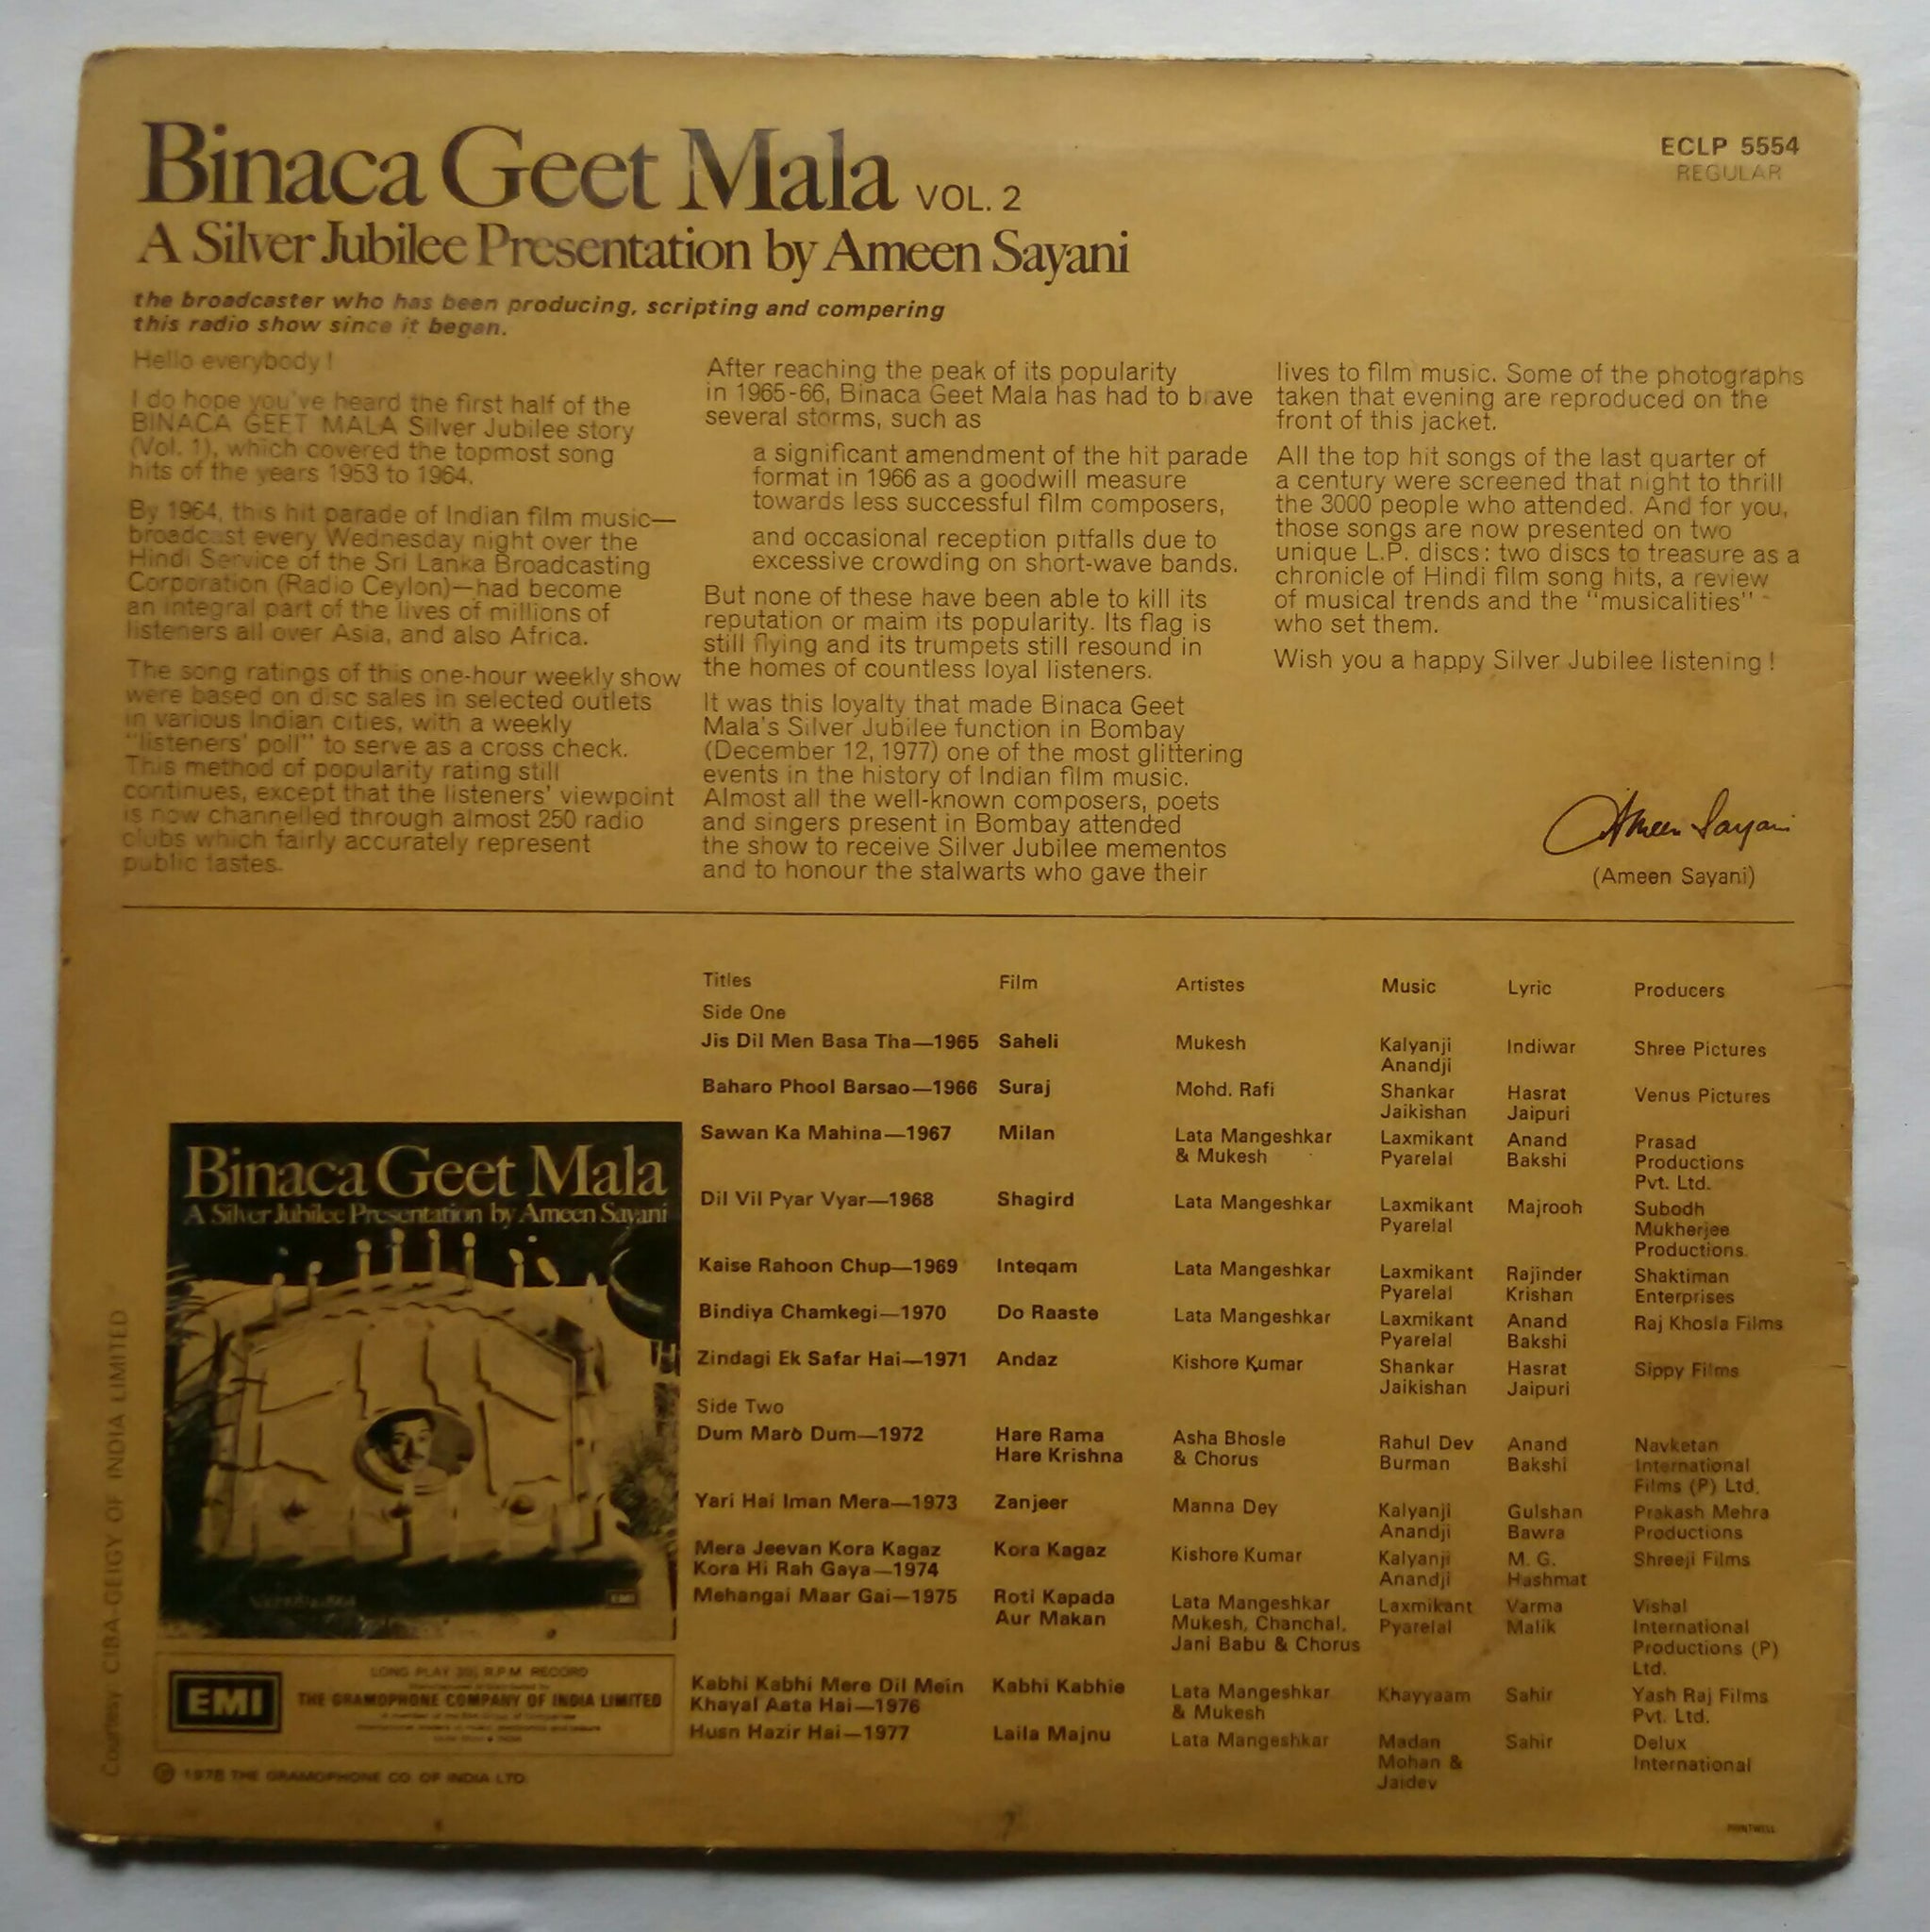 Binaca Geet Mala VOL. 2
ECLP 5554
REGULAR
A Silver Jubilee Presentation by Ameen Sayani
the broadcaster who has been producing, scripting and compering
this radio show since it began.
Hello everybody !
I do hope you've heard the first half of the
BINACA GEET MALA Silver Jubilee story
(Vol. 1), which covered the topmost song
hits of the years 1953 to 1964.
By 1964, this hit parade of Indian film music—
broadcast every Wednesday night over the
Hindi Service of the Sri Lanka Broadcasting
Corporation (Radio Ceylon)—had become
an integral part of the lives of millions of
listeners all over Asia, and also Africa.
The song ratings of this one-hour weekly show
were based on disc sales in selected outlets
in various Indian cities, with a weekly
"listeners' poll" to serve as a cross check.
This method of popularity rating still
continues, except that the listeners' viewpoint
is now channelled through almost 250 radio
clubs which fairly accurately represent
public tastes.
After reaching the peak of its popularity
in 1965-66, Binaca Geet Mala has had to brave
several storms, such as
a significant amendment of the hit parade
format in 1966 as a goodwill measure
towards less successful film composers,
and occasional reception pitfalls due to
excessive crowding on short-wave bands.
But none of these have been able to kill its
reputation or maim its popularity. Its flag is
still flying and its trumpets still resound in
the homes of countless loyal listeners.
It was this loyalty that made Binaca Geet
Mala's Silver Jubilee function in Bombay
(December 12, 1977) one of the most glittering
events in the history of Indian film music.
Almost all the well-known composers, poets
and singers present in Bombay attended
the show to receive Silver Jubilee mementos
and to honour the stalwarts who gave their
lives to film music. Some of the photographs
taken that evening are reproduced on the
front of this jacket.
All the top hit songs of the last quarter of
a century were screened that night to thrill
the 3000 people who attended. And for you,
those songs are now presented on two
unique L.P. discs: two discs to treasure as a
chronicle of Hindi film song hits, a review
of musical trends and the "musicalities"
who set them.
Wish you a happy Silver Jubilee listening !
Ameen Sayani
(Ameen Sayani)
Titles Film Artistes Music Lyric Producers
Side One
Jis Dil Men Basa Tha—1965 Saheli Mukesh Kalyanji Indiwar Shree Pictures
Anandji
Baharo Phool Barsao—1966 Suraj Mohd. Rafi Shankar Hasrat Venus Pictures
Jaikishan Jaipuri
Sawan Ka Mahina—1967 Milan Lata Mangeshkar Laxmikant Anand Prasad
& Mukesh Pyarelal Bakshi Productions
Pvt. Ltd.
Dil Vil Pyar Vyar—1968 Shagird Lata Mangeshkar Laxmikant Majrooh Subodh
Pyarelal Mukherjee
Productions
Kaise Rahoon Chup—1969 Inteqam Lata Mangeshkar Laxmikant Rajinder Shaktiman
Pyarelal Krishan Enterprises
Bindiya Chamkegi—1970 Do Raaste Lata Mangeshkar Laxmikant Anand Raj Khosla Films
Pyarelal Bakshi
Zindagi Ek Safar Hai—1971 Andaz Kishore Kumar Shankar Hasrat Sippy Films
Jaikishan Jaipuri
Side Two
Dum Maro Dum—1972 Hare Rama Asha Bhosle Rahul Dev Anand Navketan
Hare Krishna & Chorus Burman Bakshi International
Films (P) Ltd.
Yari Hai Iman Mera—1973 Zanjeer Manna Dey Kalyanji Gulshan Prakash Mehra
Anandji Bawra Productions
Mera Jeevan Kora Kagaz Kora Kagaz Kishore Kumar Kalyanji M. G. Shreeji Films
Kora Hi Rah Gaya—1974 Anandji Hashmat
Mehangai Maar Gai—1975 Roti Kapada Lata Mangeshkar Laxmikant Varma Vishal
Aur Makan Mukesh, Chanchal, Pyarelal Malik International
Jani Babu & Chorus Productions (P)
Ltd.
Kabhi Kabhi Mere Dil Mein Kabhi Kabhie Lata Mangeshkar Khayyaam Sahir Yash Raj Films
Khayal Aata Hai—1976 & Mukesh Pvt. Ltd.
Husn Hazir Hai—1977 Laila Majnu Lata Mangeshkar Madan Sahir Delux
Mohan & International
Jaidev
Binaca Geet Mala
A Silver Jubilee Presentation by Ameen Sayani
EMI
Courtesy: CIBA-GEIGY OF INDIA LIMITED
EMI
LONG PLAY 33⅓ R.P.M. RECORD
THE GRAMOPHONE COMPANY OF INDIA LIMITED
© 1978 THE GRAMOPHONE CO OF INDIA LTD
PRINTWELL